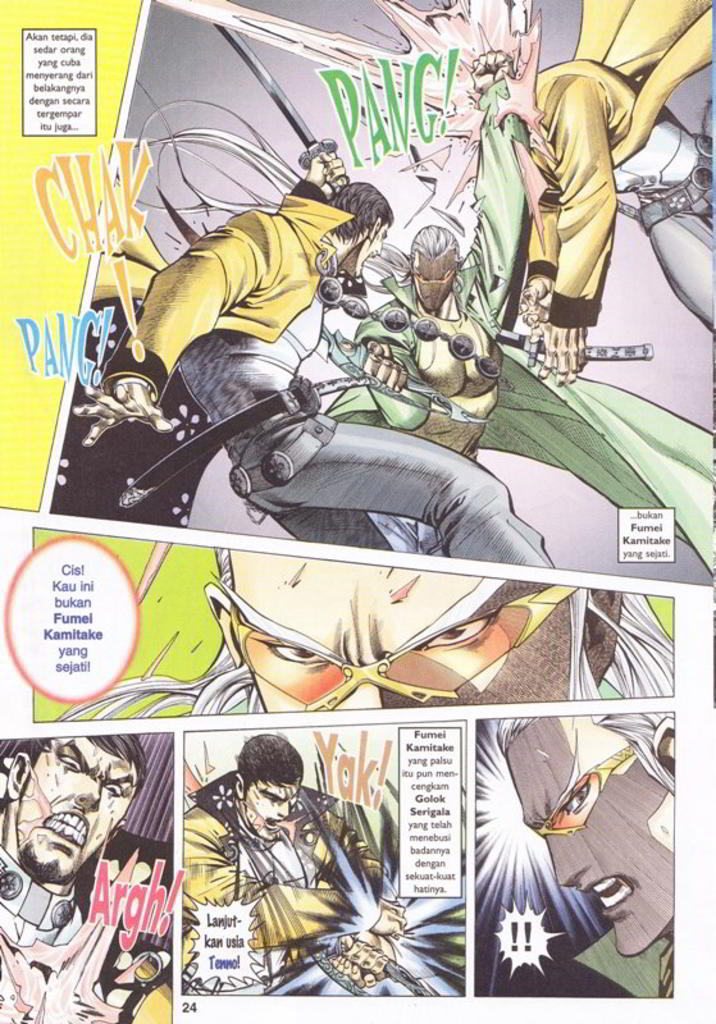 Akan tetapi, dia
sedar orang
yang cuba
menyerang dari
belakangnya
dengan secara
tergempar
itu juga...
PANG!
CHAK!
PANG!
...bukan
Fumei
Kamitake
yang sejati.
Cis!
Kau ini
bukan
Fumei
Kamitake
yang
sejati!
Argh!
Yak!
Fumei
Kamitake
yang palsu
itu pun men-
cengkam
Golok
Serigala
yang telah
menebusi
badannya
dengan
sekuat-kuat
hatinya.
Lanjut-
kan usia
Tenno!
!!
24